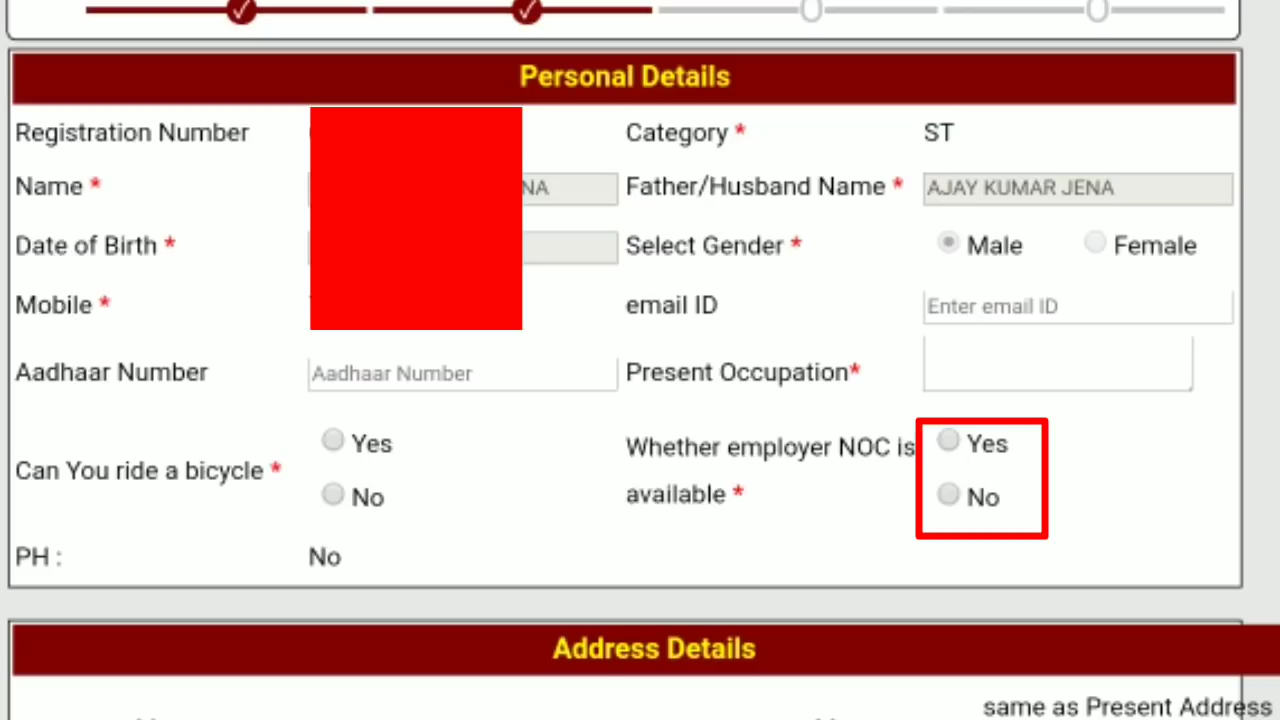 Personal Details
Registration Number Category * ST
Name * NA Father/Husband Name * AJAY KUMAR JENA
Date of Birth * Select Gender * Male Female
Mobile * email ID Enter email ID
Aadhaar Number Aadhaar Number Present Occupation*
Yes Whether employer NOC is Yes
Can You ride a bicycle *
No available * No
PH : No
Address Details
same as Present Address